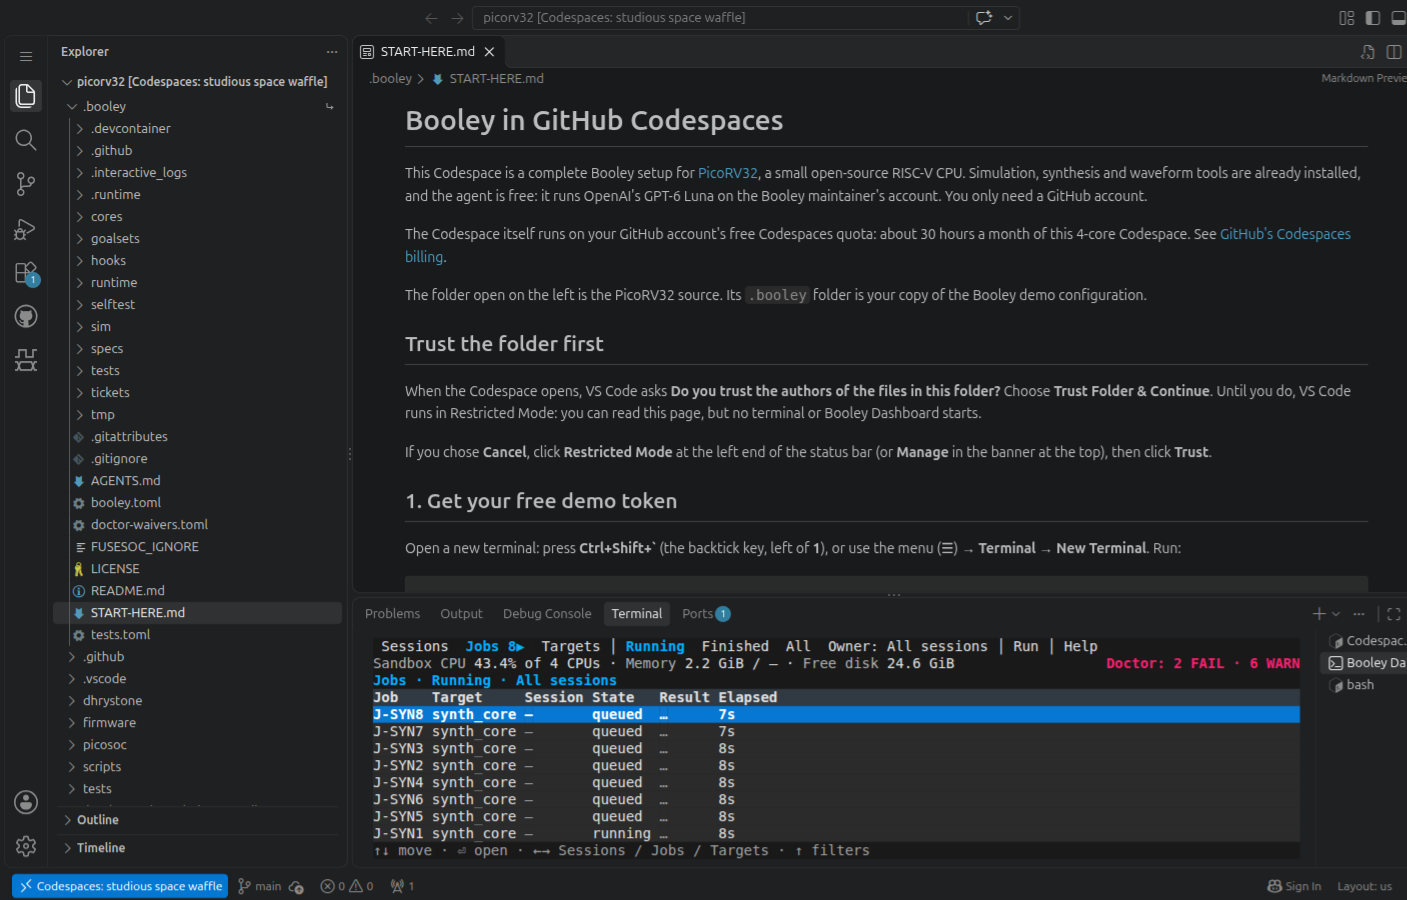 picorv32 [Codespaces: studious space waffle]
Explorer
picorv32 [Codespaces: studious space waffle]
.booley
.devcontainer
.github
.interactive_logs
.runtime
cores
goalsets
hooks
runtime
selftest
sim
specs
tests
tickets
tmp
.gitattributes
.gitignore
AGENTS.md
booley.toml
doctor-waivers.toml
FUSESOC_IGNORE
LICENSE
README.md
START-HERE.md
tests.toml
.github
.vscode
dhrystone
firmware
picosoc
scripts
tests
Outline
Timeline
1
START-HERE.md
.booley > START-HERE.md
Markdown Previe
Booley in GitHub Codespaces
This Codespace is a complete Booley setup for PicoRV32, a small open-source RISC-V CPU. Simulation, synthesis and waveform tools are already installed,
and the agent is free: it runs OpenAI's GPT-6 Luna on the Booley maintainer's account. You only need a GitHub account.
The Codespace itself runs on your GitHub account's free Codespaces quota: about 30 hours a month of this 4-core Codespace. See GitHub's Codespaces
billing.
The folder open on the left is the PicoRV32 source. Its .booley folder is your copy of the Booley demo configuration.
Trust the folder first
When the Codespace opens, VS Code asks Do you trust the authors of the files in this folder? Choose Trust Folder & Continue. Until you do, VS Code
runs in Restricted Mode: you can read this page, but no terminal or Booley Dashboard starts.
If you chose Cancel, click Restricted Mode at the left end of the status bar (or Manage in the banner at the top), then click Trust.
1. Get your free demo token
Open a new terminal: press Ctrl+Shift+` (the backtick key, left of 1), or use the menu (☰) → Terminal → New Terminal. Run:
Problems Output Debug Console Terminal Ports 1
Sessions Jobs 8▶ Targets | Running Finished All Owner: All sessions | Run | Help
Sandbox CPU 43.4% of 4 CPUs · Memory 2.2 GiB / — · Free disk 24.6 GiB Doctor: 2 FAIL · 6 WARN
Jobs · Running · All sessions
Job Target Session State Result Elapsed
J-SYN8 synth_core — queued … 7s
J-SYN7 synth_core — queued … 7s
J-SYN3 synth_core — queued … 8s
J-SYN2 synth_core — queued … 8s
J-SYN4 synth_core — queued … 8s
J-SYN6 synth_core — queued … 8s
J-SYN5 synth_core — queued … 8s
J-SYN1 synth_core — running … 8s
↑↓ move · ⏎ open · ←→ Sessions / Jobs / Targets · ↑ filters
Codespac...
Booley Da
bash
Codespaces: studious space waffle main 0 0 1 Sign In Layout: us